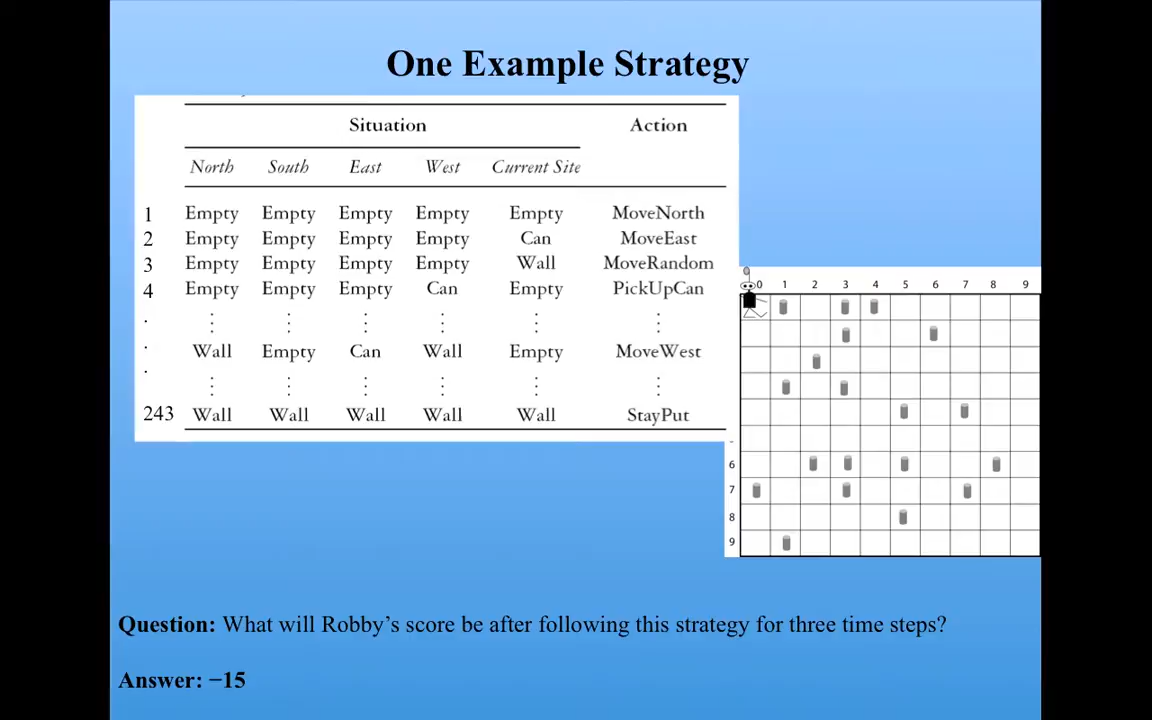 One Example Strategy
Situation Action
North South East West Current Site
1 Empty Empty Empty Empty Empty MoveNorth
2 Empty Empty Empty Empty Can MoveEast
3 Empty Empty Empty Empty Wall MoveRandom
4 Empty Empty Empty Can Empty PickUpCan
. ⋮ ⋮ ⋮ ⋮ ⋮ ⋮
. Wall Empty Can Wall Empty MoveWest
. ⋮ ⋮ ⋮ ⋮ ⋮ ⋮
243 Wall Wall Wall Wall Wall StayPut
0 1 2 3 4 5 6 7 8 9
6
7
8
9
Question: What will Robby’s score be after following this strategy for three time steps?
Answer: −15